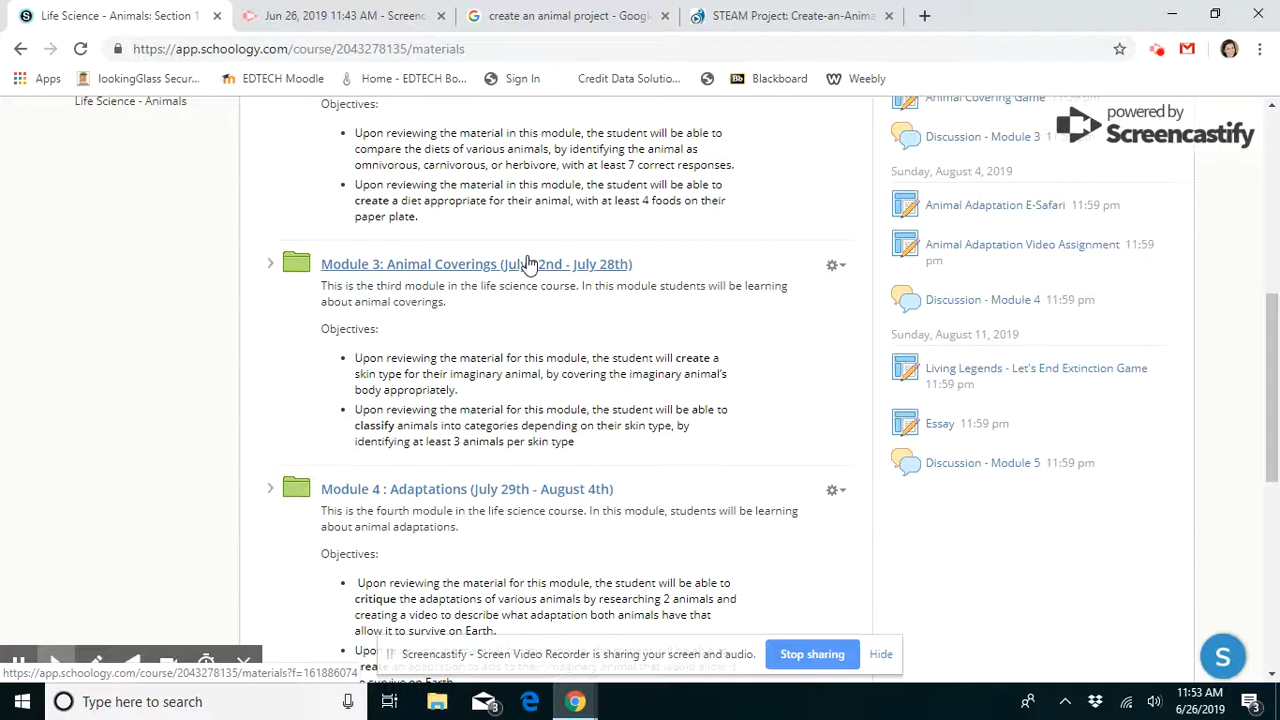 Life Science - Animals: Section 1
Jun 26, 2019 11:43 AM - Screenc
create an animal project - Googl
STEAM Project: Create-an-Anima
https://app.schoology.com/course/2043278135/materials
Apps
lookingGlass Secur...
EDTECH Moodle
Home - EDTECH Bo...
Sign In
Credit Data Solutio...
Bb
Blackboard
Weebly
Life Science - Animals
Objectives:
Upon reviewing the material in this module, the student will be able to
compare the diets of various animals, by identifying the animal as
omnivorous, carnivorous, or herbivore, with at least 7 correct responses.
Upon reviewing the material in this module, the student will be able to
create a diet appropriate for their animal, with at least 4 foods on their
paper plate.
Module 3: Animal Coverings (July 22nd - July 28th)
This is the third module in the life science course. In this module students will be learning
about animal coverings.
Objectives:
Upon reviewing the material for this module, the student will create a
skin type for their imaginary animal, by covering the imaginary animal's
body appropriately.
Upon reviewing the material for this module, the student will be able to
classify animals into categories depending on their skin type, by
identifying at least 3 animals per skin type
Module 4 : Adaptations (July 29th - August 4th)
This is the fourth module in the life science course. In this module, students will be learning
about animal adaptations.
Objectives:
Upon reviewing the material for this module, the student will be able to
critique the adaptations of various animals by researching 2 animals and
creating a video to describe what adaptation both animals have that
allow it to survive on Earth.
Animal Covering Game 11:59 pm
Discussion - Module 3
powered by
Screencastify
Sunday, August 4, 2019
Animal Adaptation E-Safari 11:59 pm
Animal Adaptation Video Assignment 11:59
pm
Discussion - Module 4 11:59 pm
Sunday, August 11, 2019
Living Legends - Let's End Extinction Game
11:59 pm
Essay 11:59 pm
Discussion - Module 5 11:59 pm
Screencastify - Screen Video Recorder is sharing your screen and audio.
Stop sharing
Hide
S
https://app.schoology.com/course/2043278135/materials?f=161886074
Type here to search
3
11:53 AM
6/26/2019
3